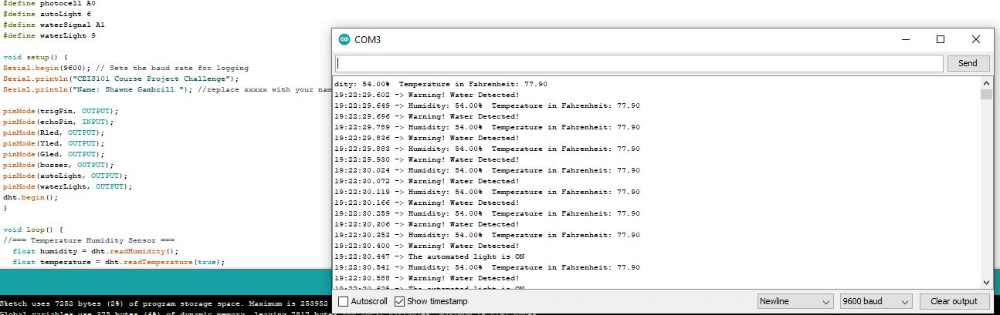 #define photocell A0
#define autoLight 6
#define waterSignal A1
#define waterLight 9
void setup() {
Serial.begin(9600); // Sets the baud rate for logging
Serial.println("CEIS101 Course Project Challenge");
Serial.println("Name: Shawne Gambrill "); //replace xxxxx with your nam
pinMode(trigPin, OUTPUT);
pinMode(echoPin, INPUT);
pinMode(Rled, OUTPUT);
pinMode(Yled, OUTPUT);
pinMode(Gled, OUTPUT);
pinMode(buzzer, OUTPUT);
pinMode(autoLight, OUTPUT);
pinMode(waterLight, OUTPUT);
dht.begin();
}
void loop() {
//=== Temperature Humidity Sensor ===
float humidity = dht.readHumidity();
float temperature = dht.readTemperature(true);
Sketch uses 7252 bytes (2%) of program storage space. Maximum is 253952
Global variables use 375 bytes (4%) of dynamic memory, leaving 7817 bytes
COM3
Send
dity: 54.00%  Temperature in Fahrenheit: 77.90
19:22:29.602 -> Warning! Water Detected!
19:22:29.649 -> Humidity: 54.00%  Temperature in Fahrenheit: 77.90
19:22:29.696 -> Warning! Water Detected!
19:22:29.789 -> Humidity: 54.00%  Temperature in Fahrenheit: 77.90
19:22:29.836 -> Warning! Water Detected!
19:22:29.883 -> Humidity: 54.00%  Temperature in Fahrenheit: 77.90
19:22:29.930 -> Warning! Water Detected!
19:22:30.024 -> Humidity: 54.00%  Temperature in Fahrenheit: 77.90
19:22:30.072 -> Warning! Water Detected!
19:22:30.119 -> Humidity: 54.00%  Temperature in Fahrenheit: 77.90
19:22:30.166 -> Warning! Water Detected!
19:22:30.259 -> Humidity: 54.00%  Temperature in Fahrenheit: 77.90
19:22:30.306 -> Warning! Water Detected!
19:22:30.353 -> Humidity: 54.00%  Temperature in Fahrenheit: 77.90
19:22:30.400 -> Warning! Water Detected!
19:22:30.447 -> The automated light is ON
19:22:30.541 -> Humidity: 54.00%  Temperature in Fahrenheit: 77.90
19:22:30.588 -> Warning! Water Detected!
19:22:30.635 -> The automated light is ON
Autoscroll
Show timestamp
Newline
9600 baud
Clear output